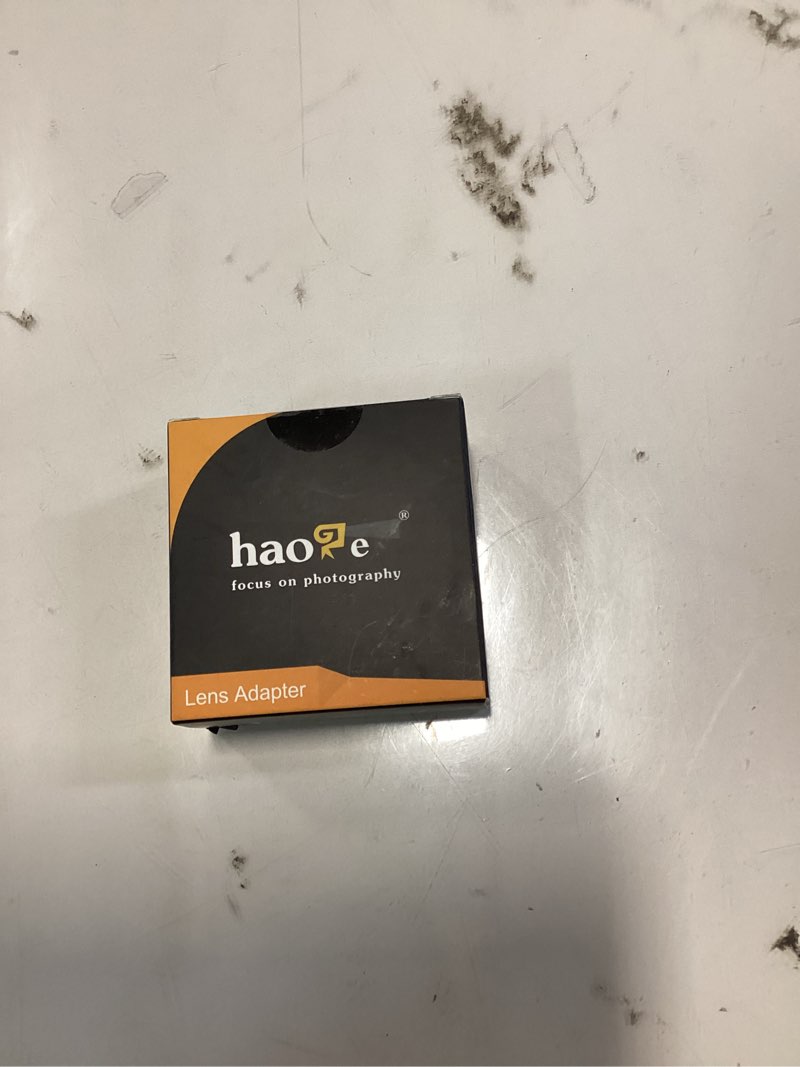 haoge®
focus on photography
Lens Adapter